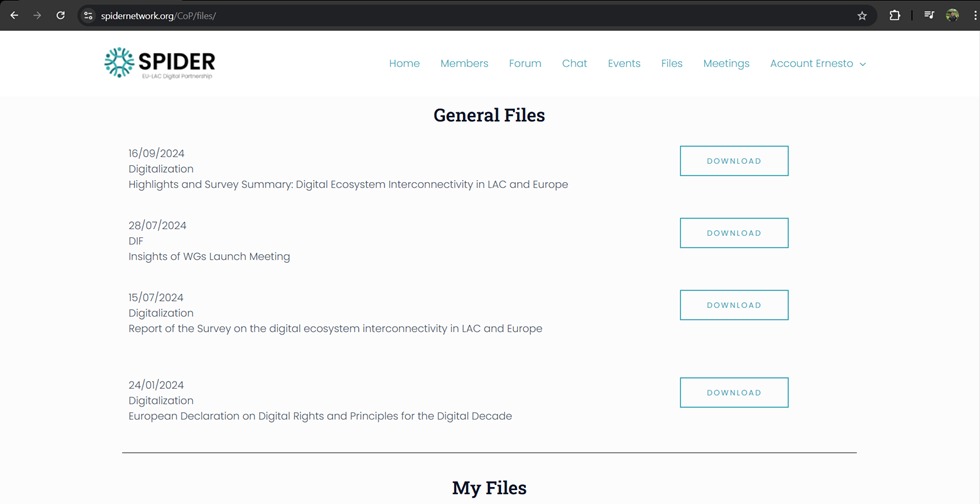 spidernetwork.org/CoP/files/
SPIDER
EU-LAC Digital Partnership
Home Members Forum Chat Events Files Meetings Account Ernesto
General Files
16/09/2024
Digitalization
Highlights and Survey Summary: Digital Ecosystem Interconnectivity in LAC and Europe
DOWNLOAD
28/07/2024
DIF
Insights of WGs Launch Meeting
DOWNLOAD
15/07/2024
Digitalization
Report of the Survey on the digital ecosystem interconnectivity in LAC and Europe
DOWNLOAD
24/01/2024
Digitalization
European Declaration on Digital Rights and Principles for the Digital Decade
DOWNLOAD
My Files